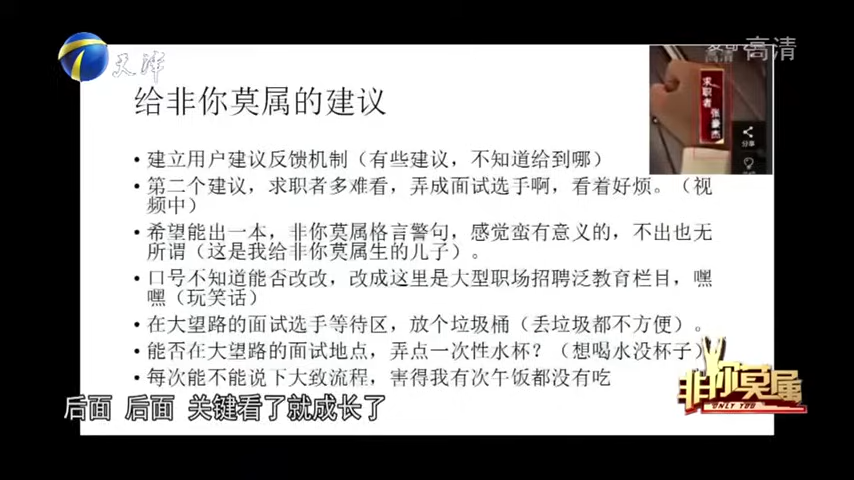 天津
高清
给非你莫属的建议
求职者
张豪杰
分享
• 建立用户建议反馈机制（有些建议，不知道给到哪）
• 第二个建议，求职者多难看，弄成面试选手啊，看着好烦。（视
频中）
• 希望能出一本，非你莫属格言警句，感觉蛮有意义的，不出也无
所谓（这是我给非你莫属生的儿子）。
• 口号不知道能否改改，改成这里是大型职场招聘泛教育栏目，嘿
嘿（玩笑话）
• 在大望路的面试选手等待区，放个垃圾桶（丢垃圾都不方便）。
• 能否在大望路的面试地点，弄点一次性水杯？（想喝水没杯子）
• 每次能不能说下大致流程，害得我有次午饭都没有吃
非你莫属
ONLY YOU
后面 后面 关键看了就成长了